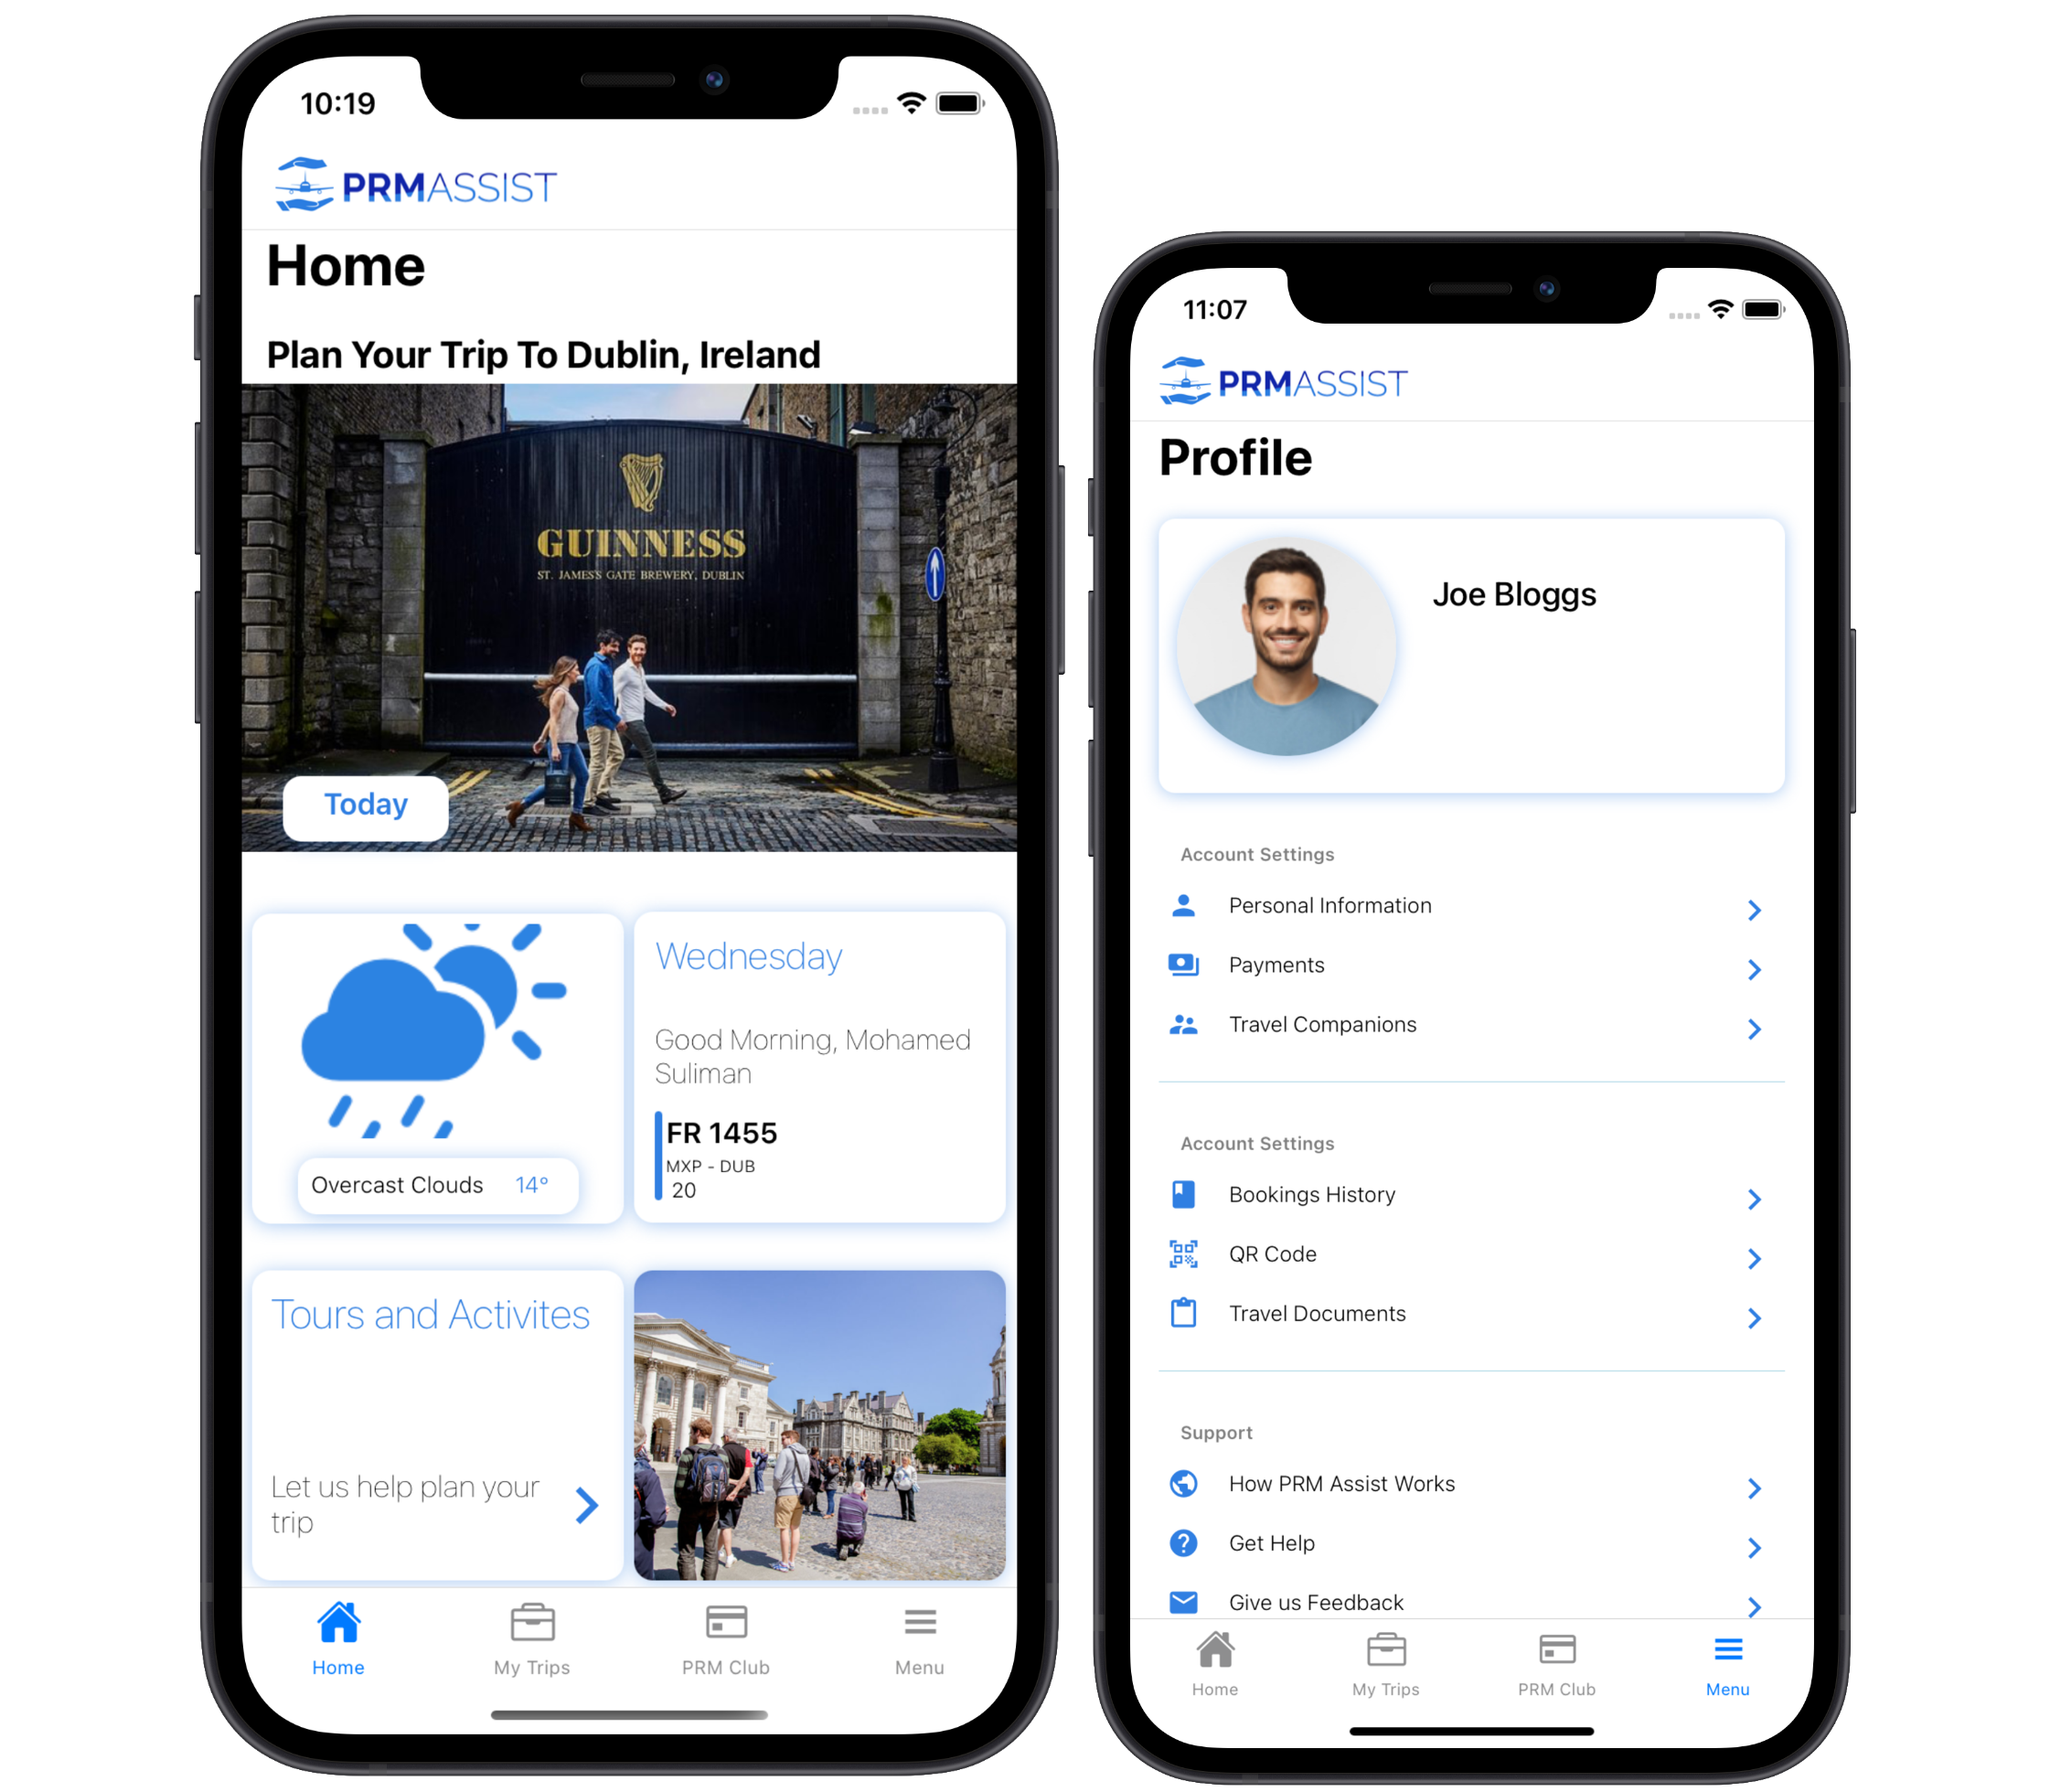 10:19
PRMASSIST
Home
Plan Your Trip To Dublin, Ireland
GUINNESS
ST. JAMES'S GATE BREWERY, DUBLIN
Today
Overcast Clouds 14°
Wednesday
Good Morning, Mohamed
Suliman
FR 1455
MXP - DUB
20
Tours and Activites
Let us help plan your
trip
Home
My Trips
PRM Club
Menu
11:07
PRMASSIST
Profile
Joe Bloggs
Account Settings
Personal Information
Payments
Travel Companions
Account Settings
Bookings History
QR Code
Travel Documents
Support
How PRM Assist Works
Get Help
Give us Feedback
Home
My Trips
PRM Club
Menu